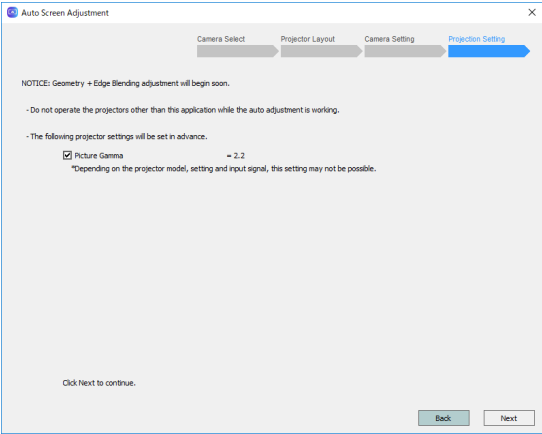 Auto Screen Adjustment
Camera Select
Projector Layout
Camera Setting
Projection Setting
NOTICE: Geometry + Edge Blending adjustment will begin soon.
- Do not operate the projectors other than this application while the auto adjustment is working.
- The following projector settings will be set in advance.
Picture Gamma = 2.2
*Depending on the projector model, setting and input signal, this setting may not be possible.
Click Next to continue.
Back
Next